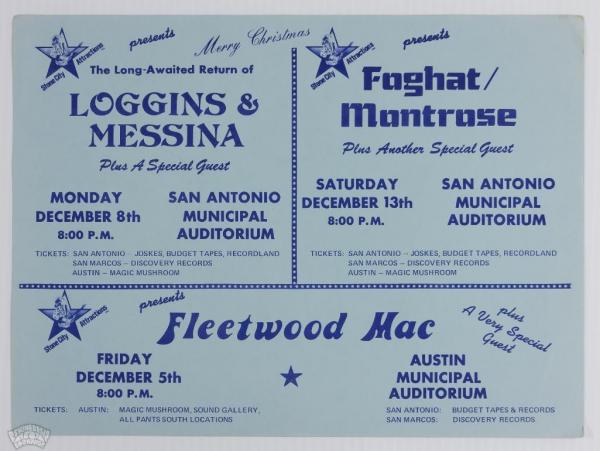 Stone City Attractions
presents
Merry Christmas
The Long-Awaited Return of
LOGGINS &
MESSINA
Plus A Special Guest
MONDAY
DECEMBER 8th
8:00 P.M.
SAN ANTONIO
MUNICIPAL
AUDITORIUM
TICKETS: SAN ANTONIO – JOSKES, BUDGET TAPES, RECORDLAND
SAN MARCOS – DISCOVERY RECORDS
AUSTIN – MAGIC MUSHROOM
Stone City Attractions
presents
Foghat/
Montrose
Plus Another Special Guest
SATURDAY
DECEMBER 13th
8:00 P.M.
SAN ANTONIO
MUNICIPAL
AUDITORIUM
TICKETS: SAN ANTONIO – JOSKES, BUDGET TAPES, RECORDLAND
SAN MARCOS – DISCOVERY RECORDS
AUSTIN – MAGIC MUSHROOM
Stone City Attractions
presents
Fleetwood Mac
plus
A Very Special
Guest
FRIDAY
DECEMBER 5th
8:00 P.M.
AUSTIN
MUNICIPAL
AUDITORIUM
TICKETS: AUSTIN: MAGIC MUSHROOM, SOUND GALLERY,
ALL PANTS SOUTH LOCATIONS
SAN ANTONIO: BUDGET TAPES & RECORDS
SAN MARCOS: DISCOVERY RECORDS